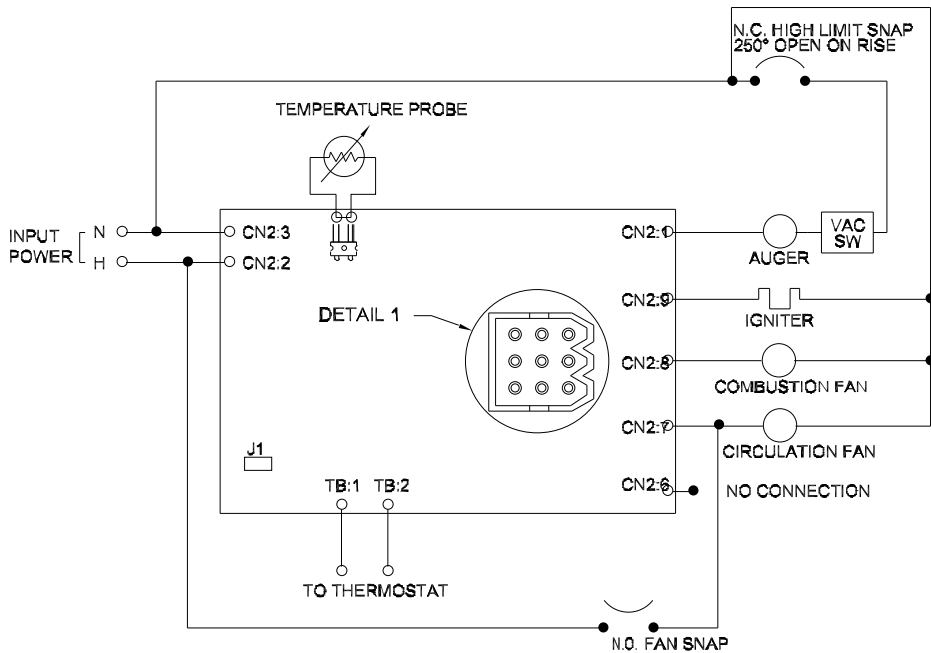 N.C. HIGH LIMIT SNAP
250° OPEN ON RISE
TEMPERATURE PROBE
INPUT
POWER
N
H
CN2:3
CN2:2
CN2:1
AUGER
VAC
SW
CN2:9
IGNITER
DETAIL 1
CN2:8
COMBUSTION FAN
CN2:7
CIRCULATION FAN
J1
TB:1
TB:2
CN2:6
NO CONNECTION
TO THERMOSTAT
N.O. FAN SNAP